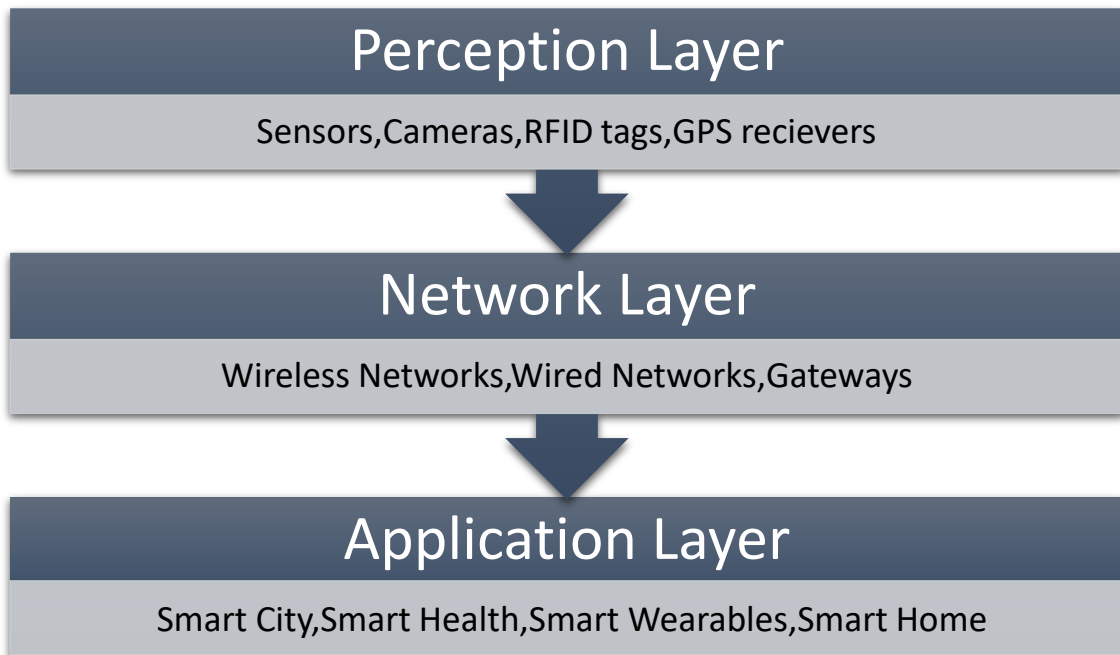 Perception Layer
Sensors,Cameras,RFID tags,GPS recievers
Network Layer
Wireless Networks,Wired Networks,Gateways
Application Layer
Smart City,Smart Health,Smart Wearables,Smart Home